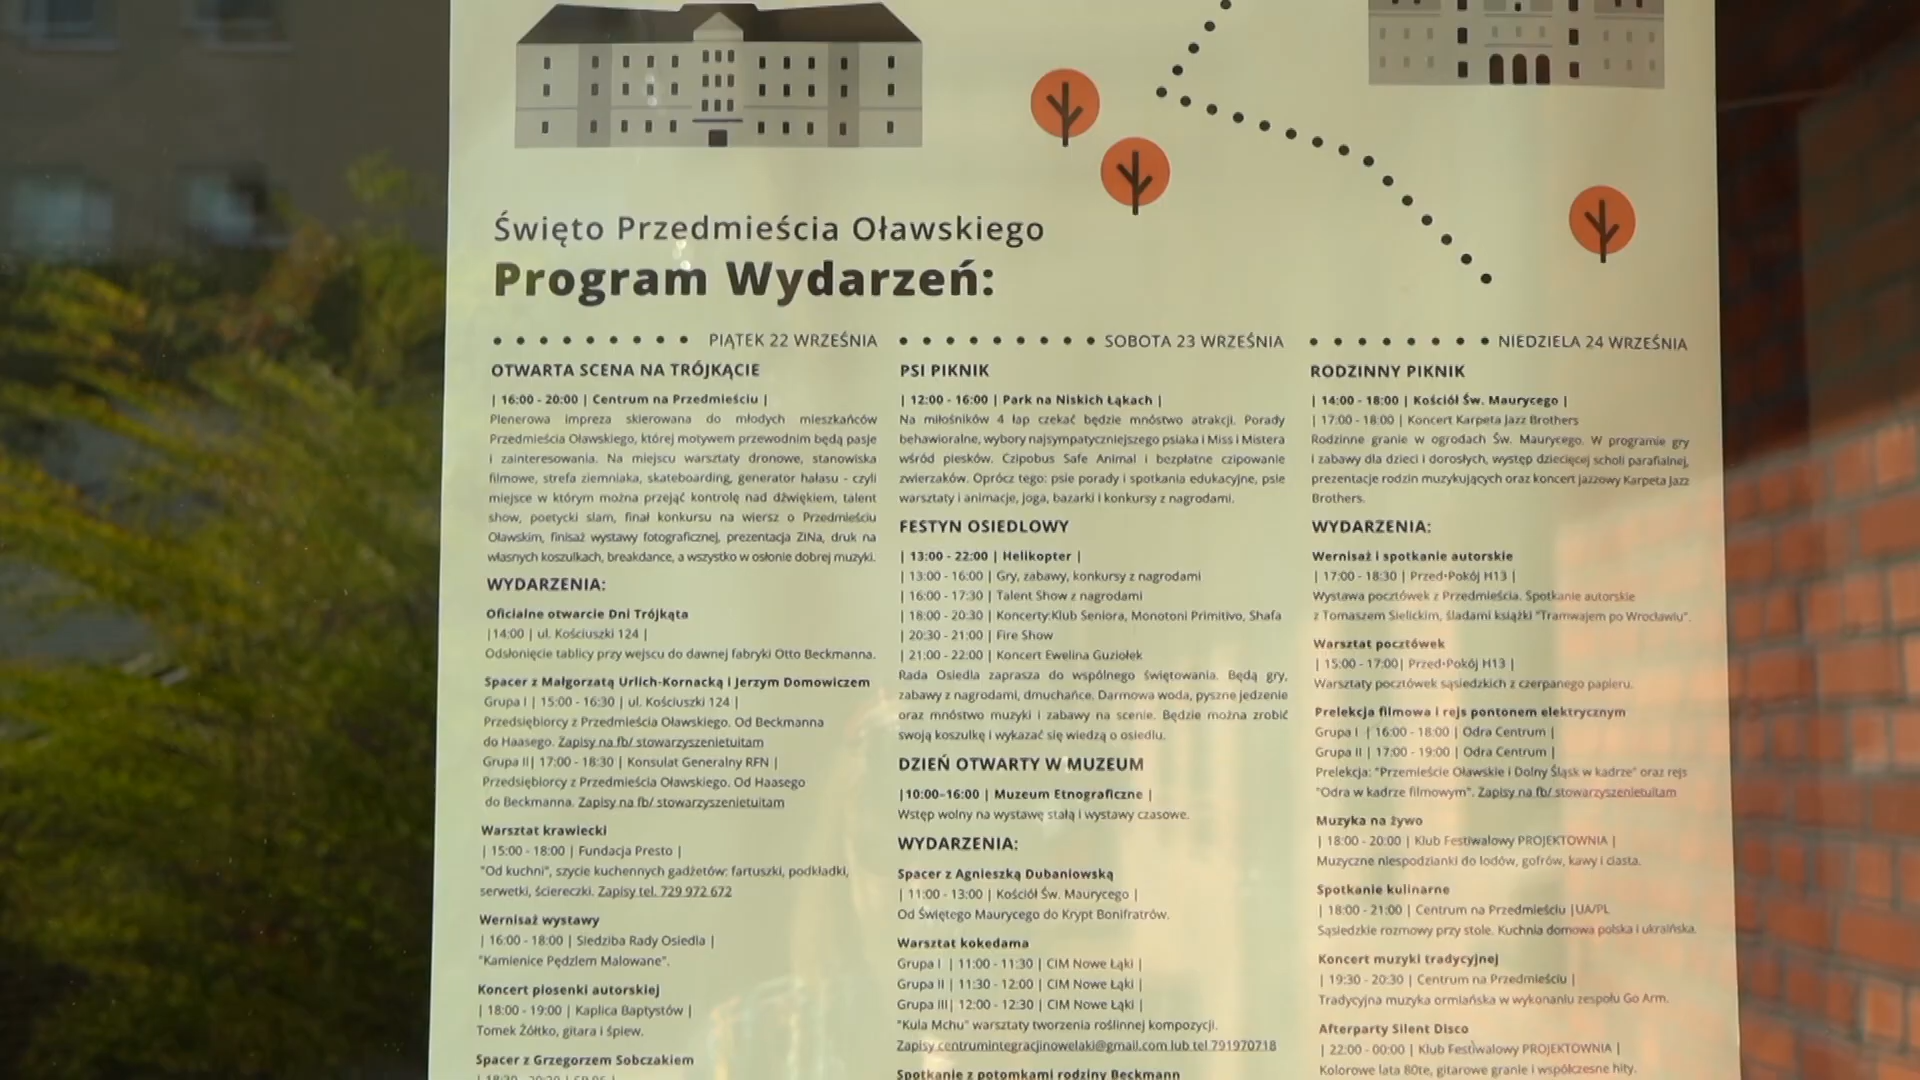 Święto Przedmieścia Oławskiego
Program Wydarzeń:
PIĄTEK 22 WRZEŚNIA
OTWARTA SCENA NA TRÓJKĄCIE
| 16:00 - 20:00 | Centrum na Przedmieściu |
Plenerowa impreza skierowana do młodych mieszkańców
Przedmieścia Oławskiego, której motywem przewodnim będą pasje
i zainteresowania. Na miejscu warsztaty dronowe, stanowiska
filmowe, strefa ziemniaka, skateboarding, generator hałasu - czyli
miejsce w którym można przejąć kontrolę nad dźwiękiem, talent
show, poetycki slam, finał konkursu na wiersz o Przedmieściu
Oławskim, finisaż wystawy fotograficznej, prezentacja ZiNa, druk na
własnych koszulkach, breakdance, a wszystko w osłonie dobrej muzyki.
WYDARZENIA:
Oficialne otwarcie Dni Trójkąta
|14:00 | ul. Kościuszki 124 |
Odsłonięcie tablicy przy wejscu do dawnej fabryki Otto Beckmanna.
Spacer z Małgorzatą Urlich-Kornacką i Jerzym Domowiczem
Grupa I | 15:00 - 16:30 | ul. Kościuszki 124 |
Przedsiębiorcy z Przedmieścia Oławskiego. Od Beckmanna
do Haasego. Zapisy na fb/ stowarzyszenietuitam
Grupa II| 17:00 - 18:30 | Konsulat Generalny RFN |
Przedsiębiorcy z Przedmieścia Oławskiego. Od Haasego
do Beckmanna. Zapisy na fb/ stowarzyszenietuitam
Warsztat krawiecki
| 15:00 - 18:00 | Fundacja Presto |
"Od kuchni", szycie kuchennych gadżetów: fartuszki, podkładki,
serwetki, ściereczki. Zapisy tel. 729 972 672
Wernisaż wystawy
| 16:00 - 18:00 | Siedziba Rady Osiedla |
"Kamienice Pędzlem Malowane".
Koncert piosenki autorskiej
| 18:00 - 19:00 | Kaplica Baptystów |
Tomek Żółtko, gitara i śpiew.
Spacer z Grzegorzem Sobczakiem
SOBOTA 23 WRZEŚNIA
PSI PIKNIK
| 12:00 - 16:00 | Park na Niskich Łąkach |
Na miłośników 4 łap czekać będzie mnóstwo atrakcji. Porady
behawioralne, wybory najsympatyczniejszego psiaka i Miss i Mistera
wśród piesków. Czipobus Safe Animal i bezpłatne czipowanie
zwierzaków. Oprócz tego: psie porady i spotkania edukacyjne, psie
warsztaty i animacje, joga, bazarki i konkursy z nagrodami.
FESTYN OSIEDLOWY
| 13:00 - 22:00 | Helikopter |
| 13:00 - 16:00 | Gry, zabawy, konkursy z nagrodami
| 16:00 - 17:30 | Talent Show z nagrodami
| 18:00 - 20:30 | Koncerty:Klub Seniora, Monotoni Primitivo, Shafa
| 20:30 - 21:00 | Fire Show
| 21:00 - 22:00 | Koncert Ewelina Guziołek
Rada Osiedla zaprasza do wspólnego świętowania. Będą gry,
zabawy z nagrodami, dmuchańce. Darmowa woda, pyszne jedzenie
oraz mnóstwo muzyki i zabawy na scenie. Będzie można zrobić
swoją koszulkę i wykazać się wiedzą o osiedlu.
DZIEŃ OTWARTY W MUZEUM
|10:00–16:00 | Muzeum Etnograficzne |
Wstęp wolny na wystawę stałą i wystawy czasowe.
WYDARZENIA:
Spacer z Agnieszką Dubaniowską
| 11:00 - 13:00 | Kościół Św. Maurycego |
Od Świętego Maurycego do Krypt Bonifratrów.
Warsztat kokedama
Grupa I | 11:00 - 11:30 | CIM Nowe Łąki |
Grupa II | 11:30 - 12:00 | CIM Nowe Łąki |
Grupa III| 12:00 - 12:30 | CIM Nowe Łąki |
"Kula Mchu" warsztaty tworzenia roślinnej kompozycji.
Zapisy centrumintegracjinowelaki@gmail.com lub tel 791970718
Spotkanie z potomkami rodziny Beckmann
NIEDZIELA 24 WRZEŚNIA
RODZINNY PIKNIK
| 14:00 - 18:00 | Kościół Św. Maurycego |
| 17:00 - 18:00 | Koncert Karpeta Jazz Brothers
Rodzinne granie w ogrodach Św. Maurycego. W programie gry
i zabawy dla dzieci i dorosłych, występ dziecięcej scholi parafialnej,
prezentacje rodzin muzykujących oraz koncert jazzowy Karpeta Jazz
Brothers.
WYDARZENIA:
Wernisaż i spotkanie autorskie
| 17:00 - 18:30 | Przed•Pokój H13 |
Wystawa pocztówek z Przedmieścia. Spotkanie autorskie
z Tomaszem Sielickim, śladami książki "Tramwajem po Wrocławiu".
Warsztat pocztówek
| 15:00 - 17:00| Przed•Pokój H13 |
Warsztaty pocztówek sąsiedzkich z czerpanego papieru.
Prelekcja filmowa i rejs pontonem elektrycznym
Grupa I | 16:00 - 18:00 | Odra Centrum |
Grupa II | 17:00 - 19:00 | Odra Centrum |
Prelekcja: "Przemieście Oławskie i Dolny Śląsk w kadrze" oraz rejs
"Odra w kadrze filmowym". Zapisy na fb/ stowarzyszenietuitam
Muzyka na żywo
| 18:00 - 20:00 | Klub Festiwalowy PROJEKTOWNIA |
Muzyczne niespodzianki do lodów, gofrów, kawy i ciasta.
Spotkanie kulinarne
| 18:00 - 21:00 | Centrum na Przedmieściu |UA/PL
Sąsiedzkie rozmowy przy stole. Kuchnia domowa polska i ukraińska.
Koncert muzyki tradycyjnej
| 19:30 - 20:30 | Centrum na Przedmieściu |
Tradycyjna muzyka ormiańska w wykonaniu zespołu Go Arm.
Afterparty Silent Disco
| 22:00 - 00:00 | Klub Festiwalowy PROJEKTOWNIA |
Kolorowe lata 80te, gitarowe granie i współczesne hity.